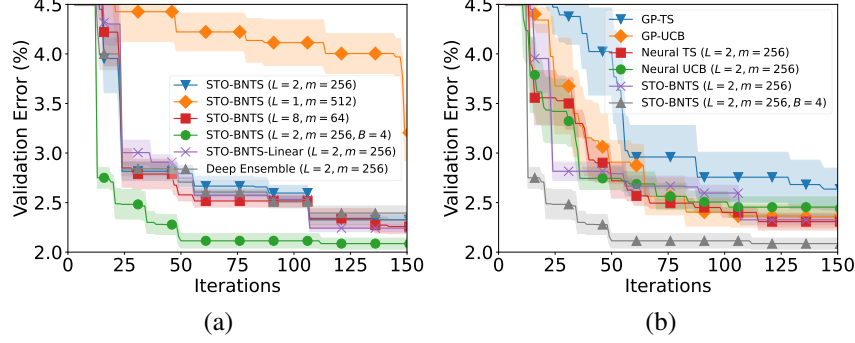 4.5
4.0
3.5
3.0
2.5
2.0
Validation Error (%)
STO-BNTS (L = 2, m = 256)
STO-BNTS (L = 1, m = 512)
STO-BNTS (L = 8, m = 64)
STO-BNTS (L = 2, m = 256, B = 4)
STO-BNTS-Linear (L = 2, m = 256)
Deep Ensemble (L = 2, m = 256)
0 25 50 75 100 125 150
Iterations
(a)
4.5
4.0
3.5
3.0
2.5
2.0
Validation Error (%)
GP-TS
GP-UCB
Neural TS (L = 2, m = 256)
Neural UCB (L = 2, m = 256)
STO-BNTS (L = 2, m = 256)
STO-BNTS (L = 2, m = 256, B = 4)
0 25 50 75 100 125 150
Iterations
(b)